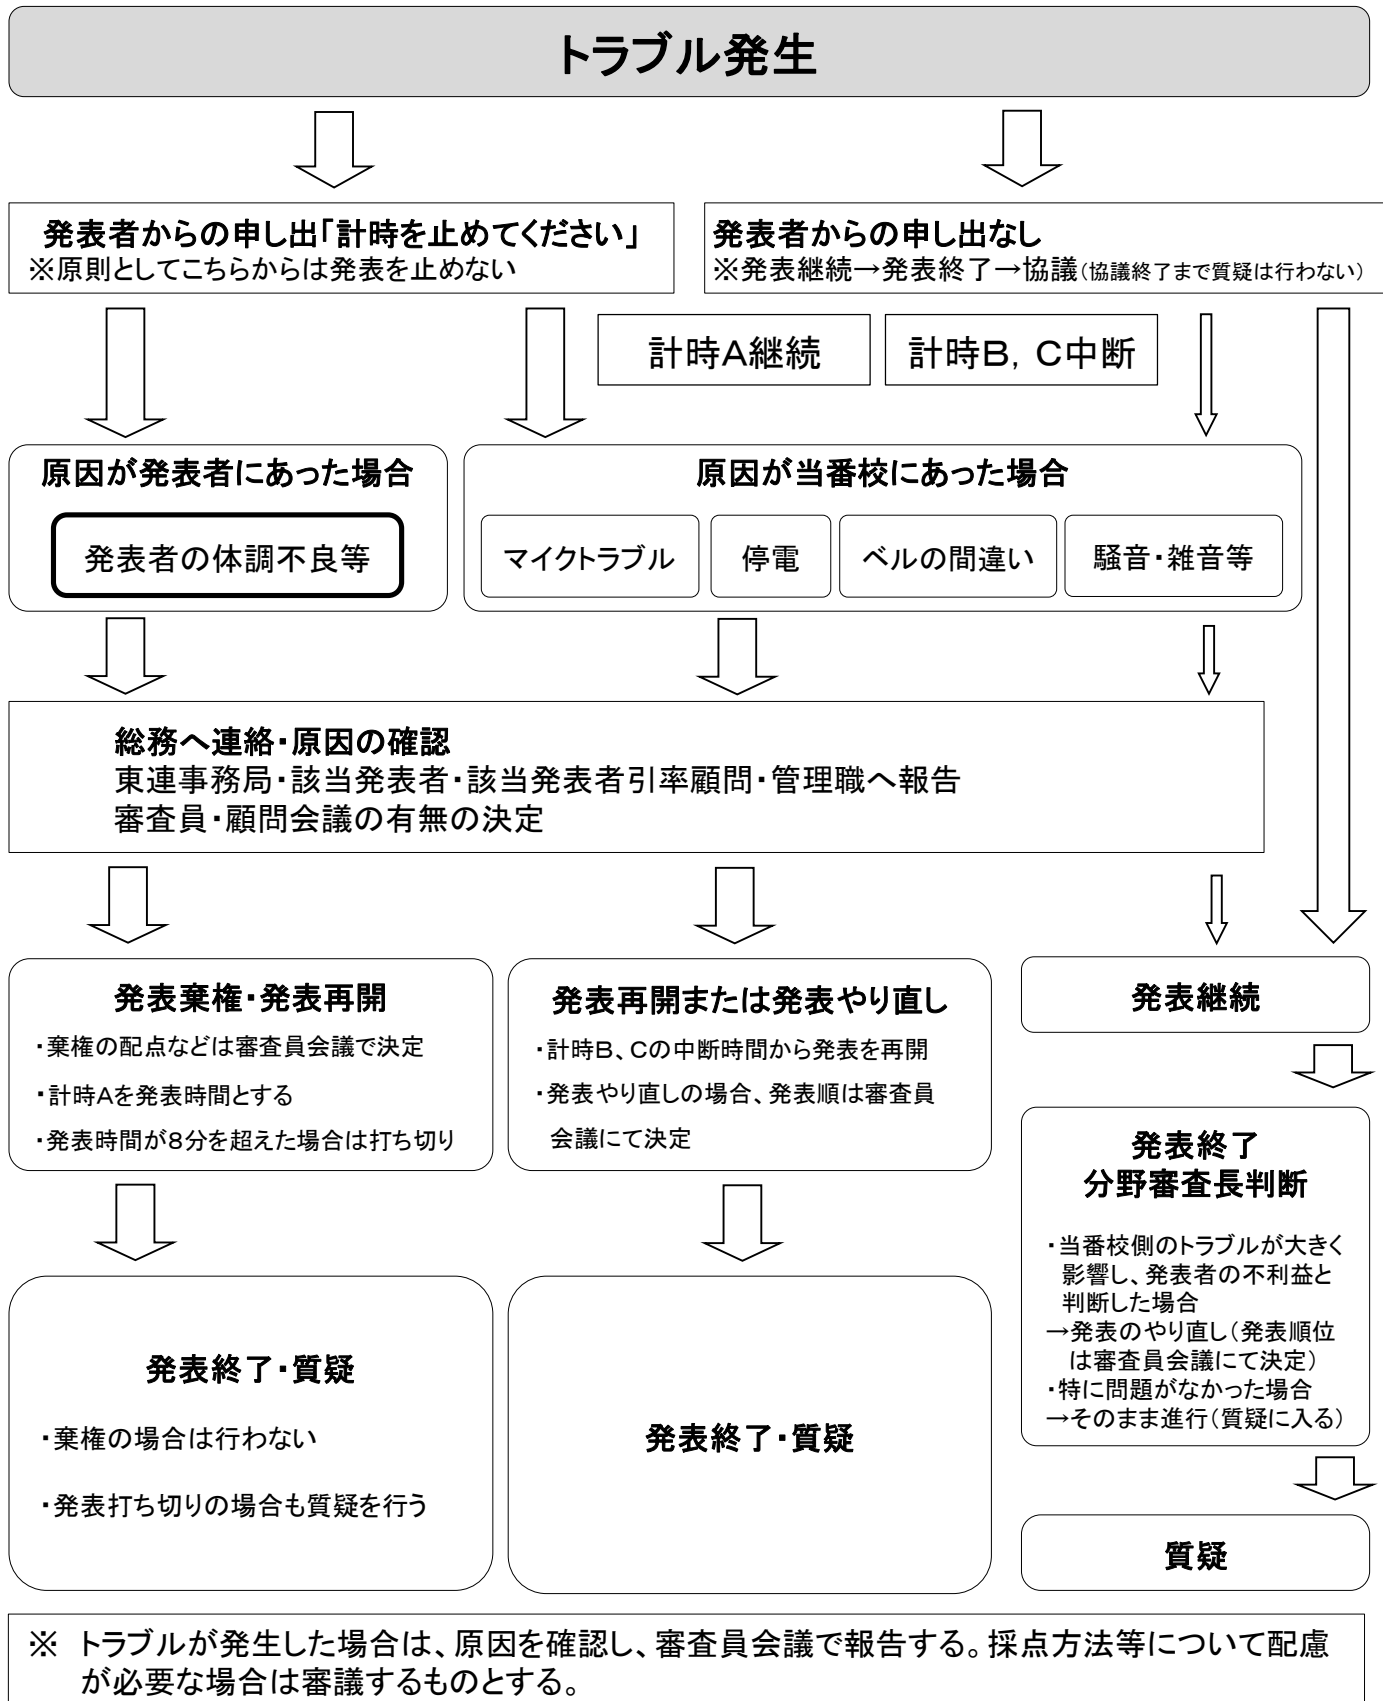 トラブル発生
発表者からの申し出「計時を止めてください」
※原則としてこちらからは発表を止めない
発表者からの申し出なし
※発表継続→発表終了→協議(協議終了まで質疑は行わない)
計時A継続
計時B, C中断
原因が発表者にあった場合
発表者の体調不良等
原因が当番校にあった場合
マイクトラブル
停電
ベルの間違い
騒音・雑音等
総務へ連絡・原因の確認
東連事務局・該当発表者・該当発表者引率顧問・管理職へ報告
審査員・顧問会議の有無の決定
発表棄権・発表再開
・棄権の配点などは審査員会議で決定
・計時Aを発表時間とする
・発表時間が8分を超えた場合は打ち切り
発表再開または発表やり直し
・計時B、Cの中断時間から発表を再開
・発表やり直しの場合、発表順は審査員
会議にて決定
発表継続
発表終了
分野審査長判断
・当番校側のトラブルが大きく
影響し、発表者の不利益と
判断した場合
→発表のやり直し(発表順位
は審査員会議にて決定)
・特に問題がなかった場合
→そのまま進行(質疑に入る)
発表終了・質疑
・棄権の場合は行わない
・発表打ち切りの場合も質疑を行う
発表終了・質疑
質疑
※ トラブルが発生した場合は、原因を確認し、審査員会議で報告する。採点方法等について配慮
が必要な場合は審議するものとする。